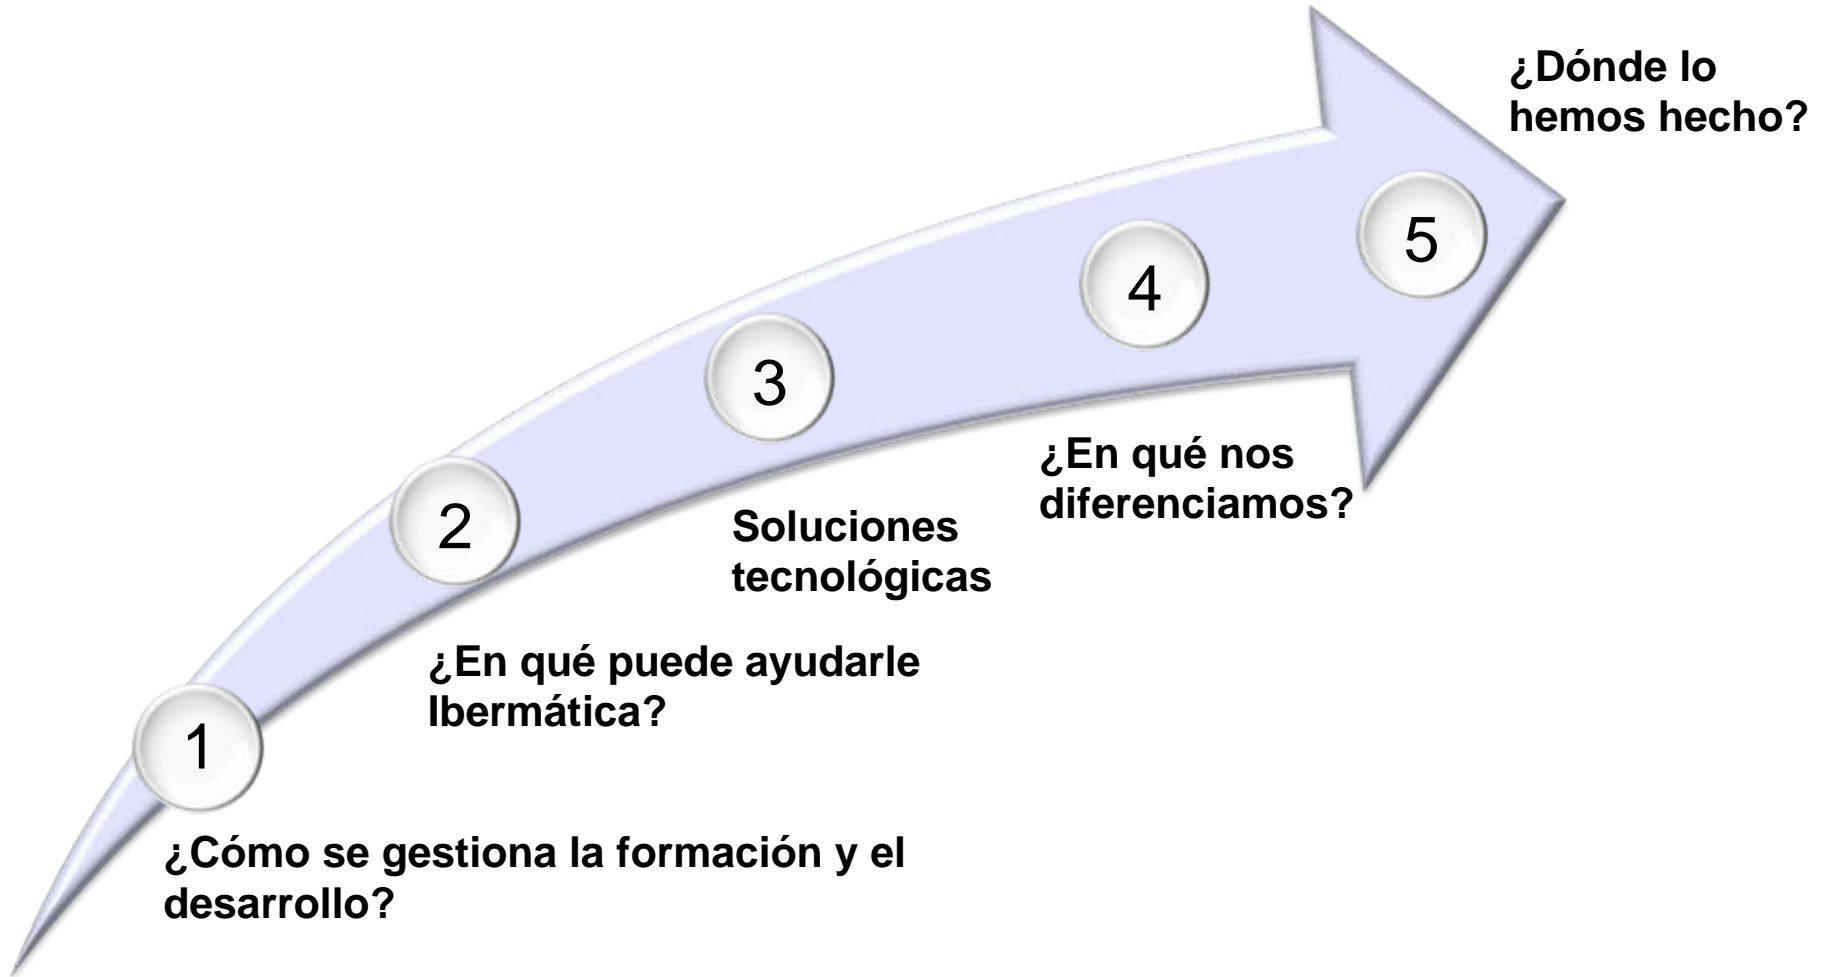 1
¿Cómo se gestiona la formación y el
desarrollo?
2
¿En qué puede ayudarle
Ibermática?
3
Soluciones
tecnológicas
4
¿En qué nos
diferenciamos?
5
¿Dónde lo
hemos hecho?